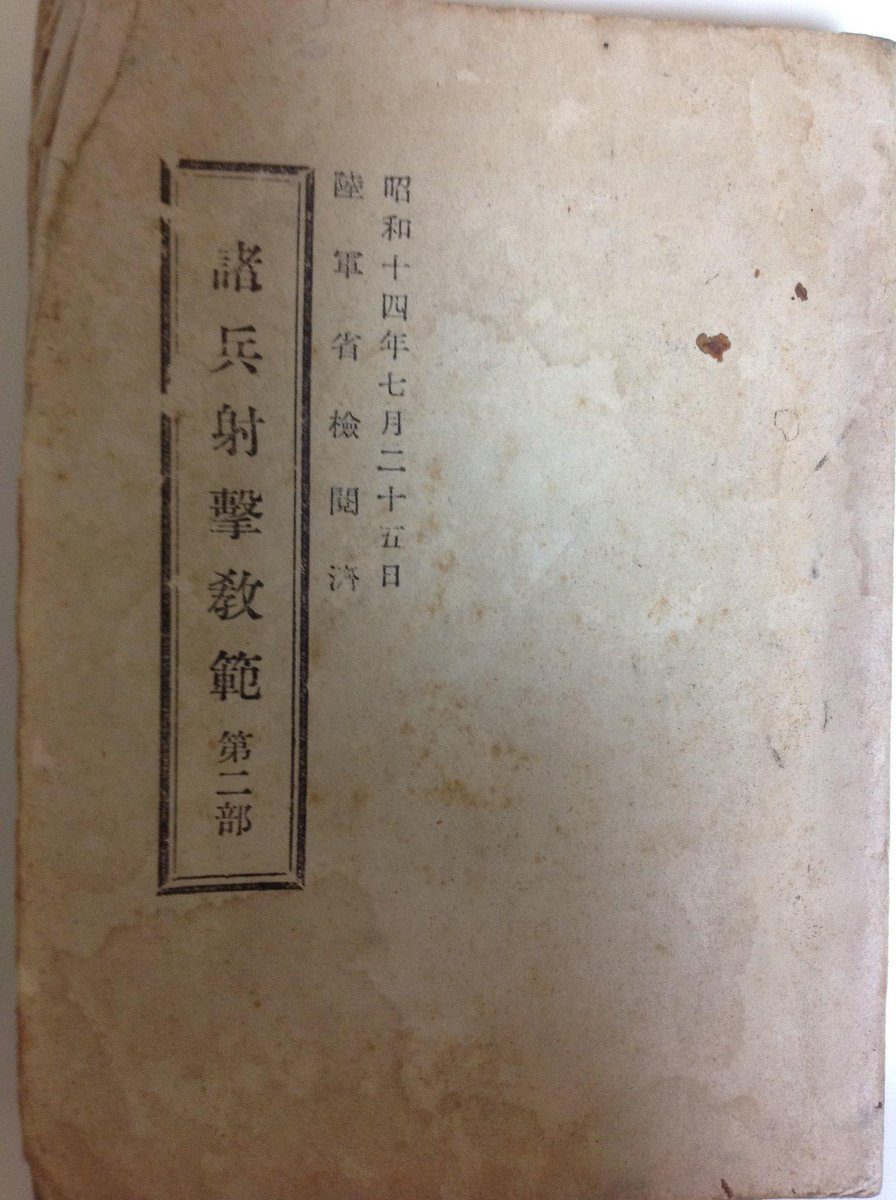 昭和十四年七月二十五日
陸軍省檢閲濟
諸兵射擊敎範 第二部